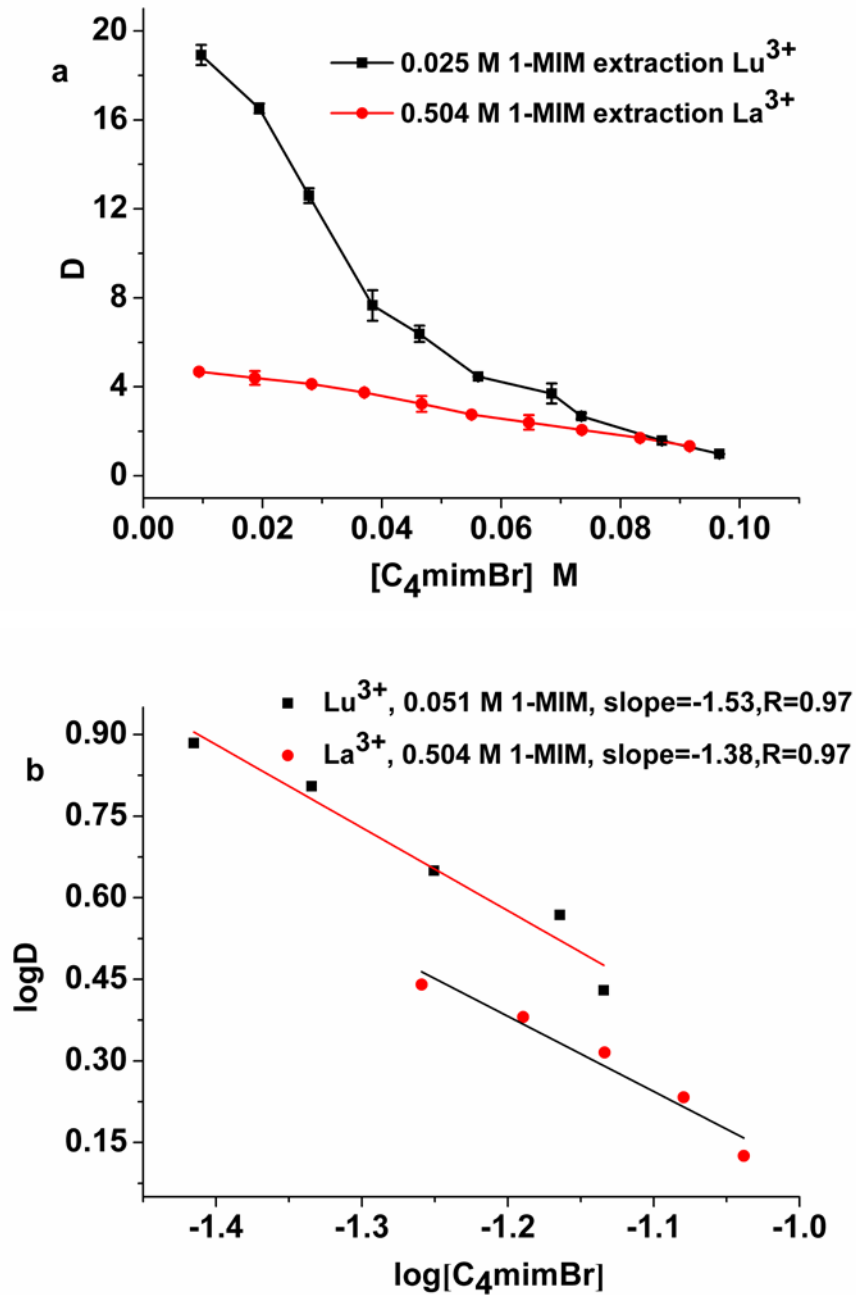 a
20
16
12
8
4
0
D
0.025 M 1-MIM extraction Lu3+
0.504 M 1-MIM extraction La3+
0.00 0.02 0.04 0.06 0.08 0.10
[C4mimBr] M
b
0.90
0.75
0.60
0.45
0.30
0.15
logD
Lu3+, 0.051 M 1-MIM, slope=-1.53,R=0.97
La3+, 0.504 M 1-MIM, slope=-1.38,R=0.97
-1.4 -1.3 -1.2 -1.1 -1.0
log[C4mimBr]